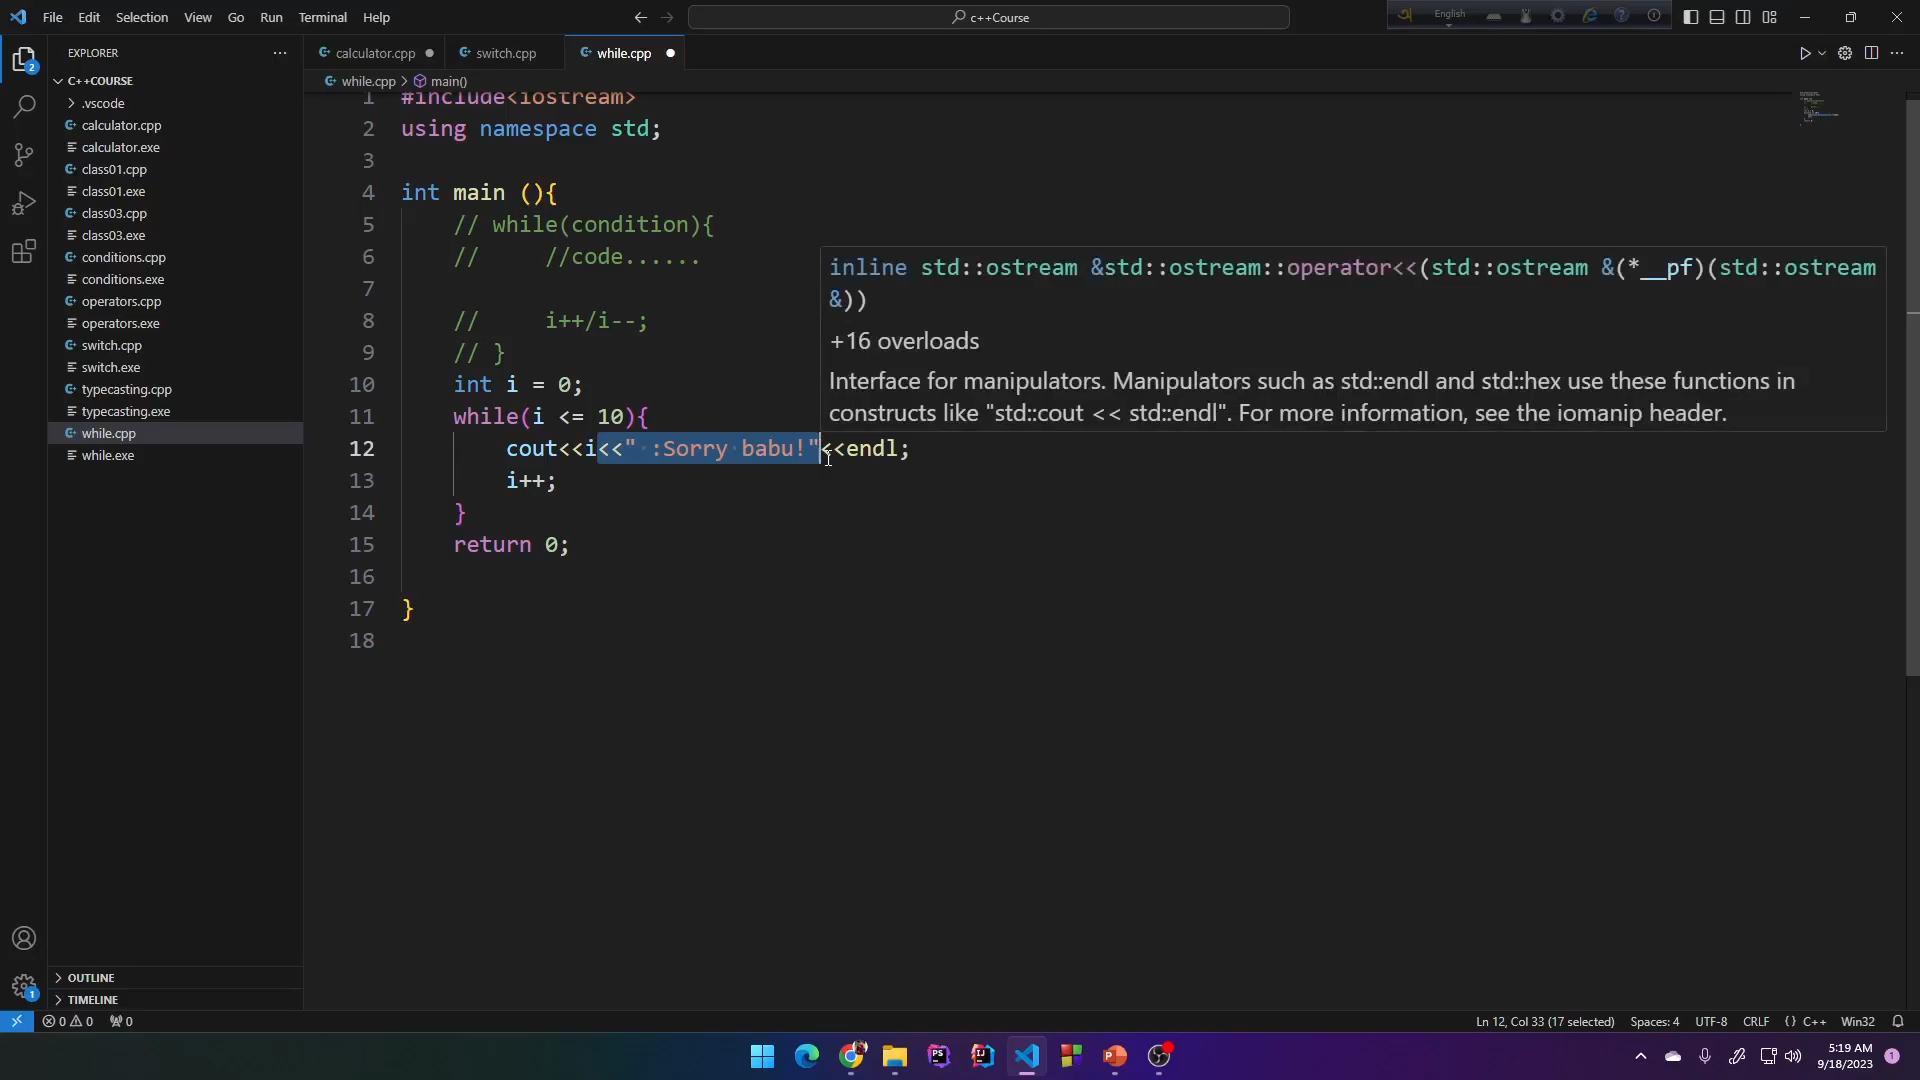 File Edit Selection View Go Run Terminal Help
c++Course
English
EXPLORER
C++COURSE
.vscode
calculator.cpp
calculator.exe
class01.cpp
class01.exe
class03.cpp
class03.exe
conditions.cpp
conditions.exe
operators.cpp
operators.exe
switch.cpp
switch.exe
typecasting.cpp
typecasting.exe
while.cpp
while.exe
OUTLINE
TIMELINE
calculator.cpp switch.cpp while.cpp
while.cpp > main()
1 #include<iostream>
2 using namespace std;
3
4 int main (){
5 // while(condition){
6 // //code......
7
8 // i++/i--;
9 // }
10 int i = 0;
11 while(i <= 10){
12 cout<<i<<" :Sorry babu!"<<endl;
13 i++;
14 }
15 return 0;
16
17 }
18
inline std::ostream &std::ostream::operator<<(std::ostream &(*__pf)(std::ostream
&))
+16 overloads
Interface for manipulators. Manipulators such as std::endl and std::hex use these functions in
constructs like "std::cout << std::endl". For more information, see the iomanip header.
2
1
0 0 0
Ln 12, Col 33 (17 selected) Spaces: 4 UTF-8 CRLF {} C++ Win32
PS
5:19 AM
9/18/2023
1